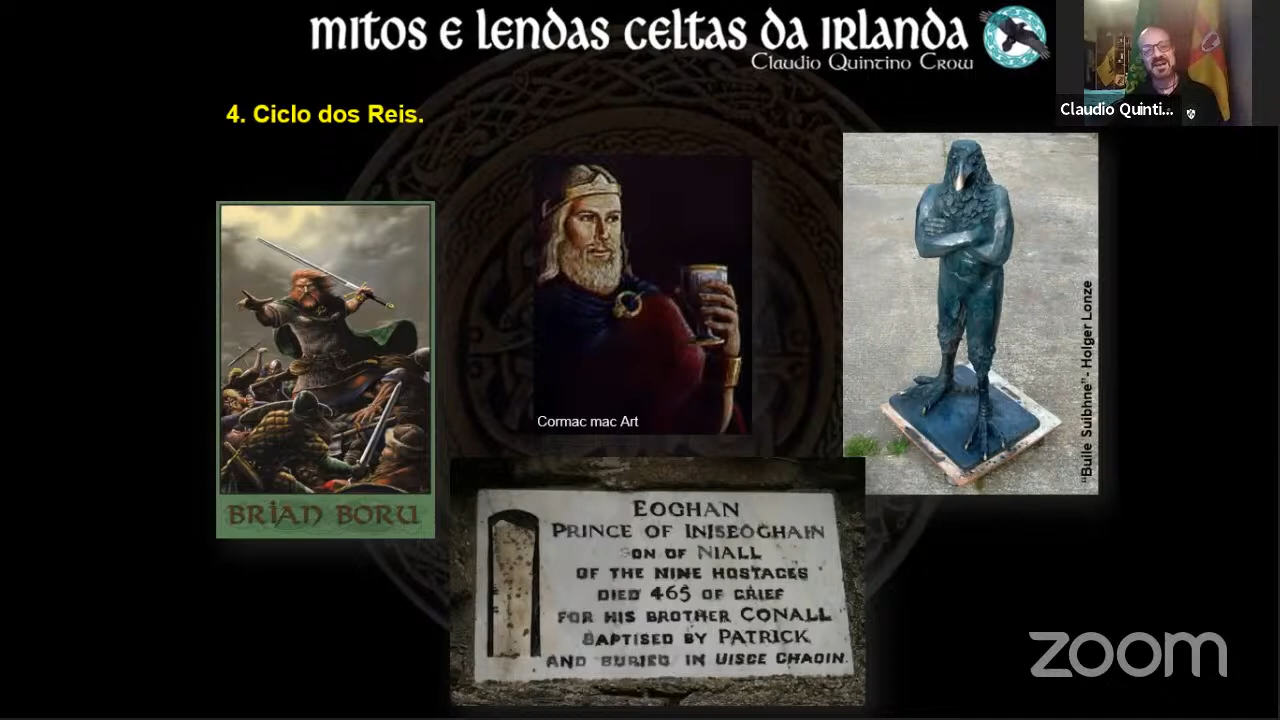 mitos e lendas celtas da irlanda
Claudio Quintino Crow
Claudio Quinti...
4. Ciclo dos Reis.
BRIAN BORU
Cormac mac Art
"Buile Suibhne"- Holger Lonze
EOGHAN
PRINCE OF INISEOGHAIN
SON OF NIALL
OF THE NINE HOSTAGES
DIED 465 OF GRIEF
FOR HIS BROTHER CONALL
BAPTISED BY PATRICK
AND BURIED IN UISCE CHAOIN.
zoom